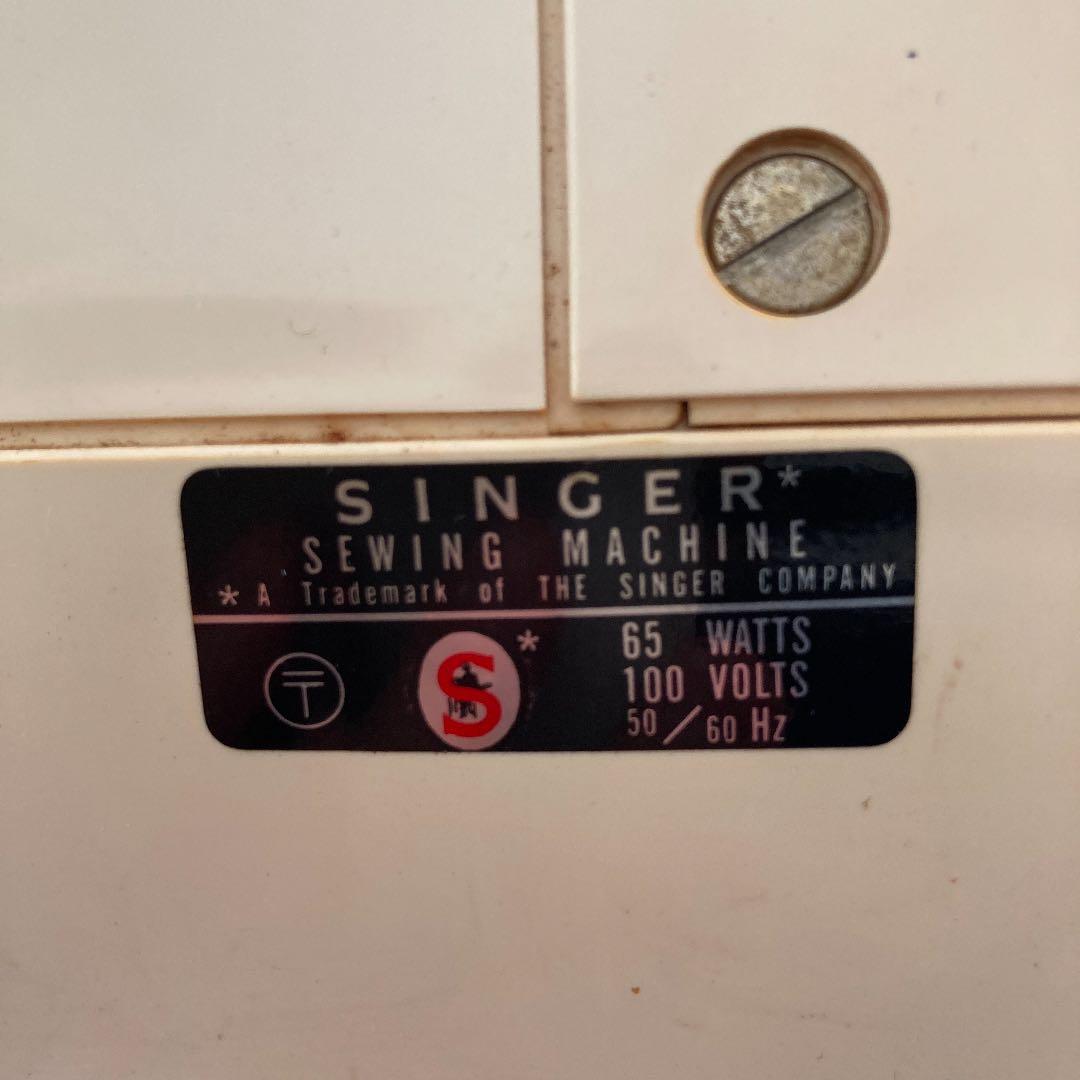 SINGER*
SEWING MACHINE
* A Trademark of THE SINGER COMPANY
〒
S*
65 WATTS
100 VOLTS
50/60 Hz